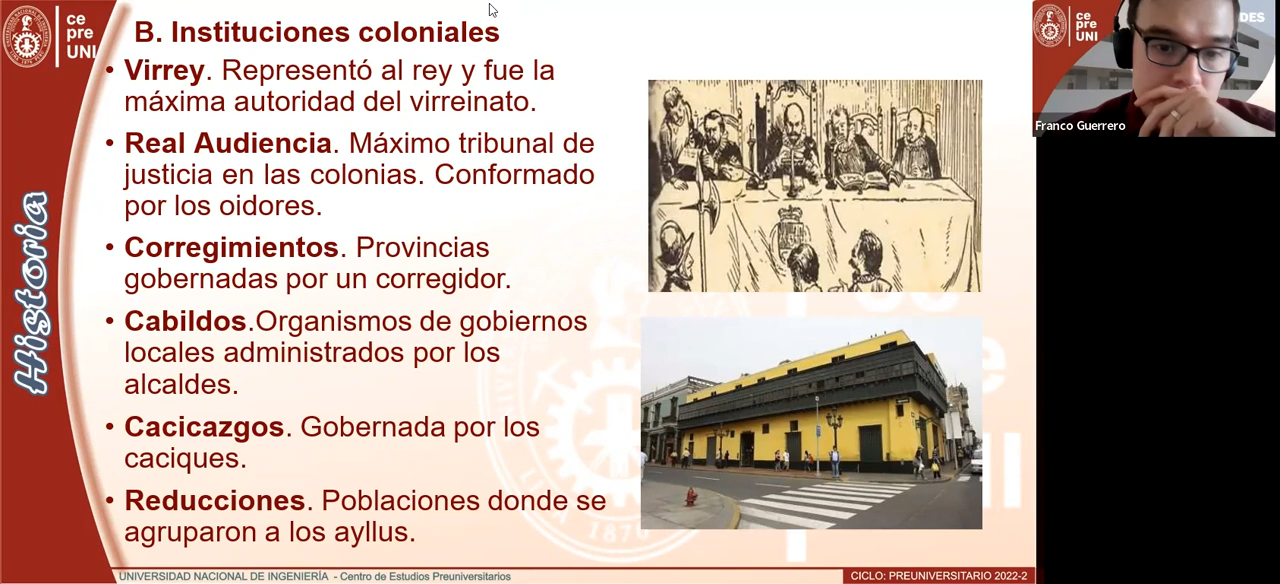 ce
pre
UNI
Historia
B. Instituciones coloniales
• Virrey. Representó al rey y fue la
máxima autoridad del virreinato.
• Real Audiencia. Máximo tribunal de
justicia en las colonias. Conformado
por los oidores.
• Corregimientos. Provincias
gobernadas por un corregidor.
• Cabildos.Organismos de gobiernos
locales administrados por los
alcaldes.
• Cacicazgos. Gobernada por los
caciques.
• Reducciones. Poblaciones donde se
agruparon a los ayllus.
1876
UNIVERSIDAD NACIONAL DE INGENIERÍA - Centro de Estudios Preuniversitarios
CICLO: PREUNIVERSITARIO 2022-2
ce
pre
UNI
DES
Franco Guerrero